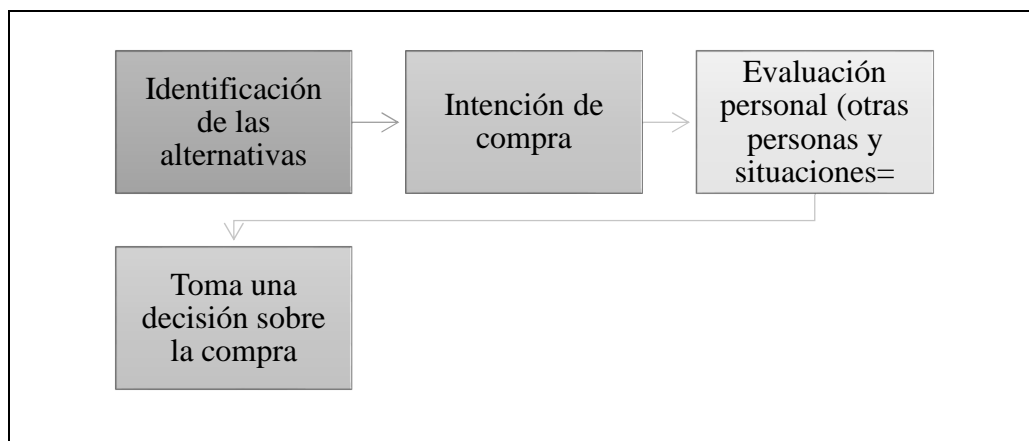 Identificación
de las
alternativas
Intención de
compra
Evaluación
personal (otras
personas y
situaciones=
Toma una
decisión sobre
la compra